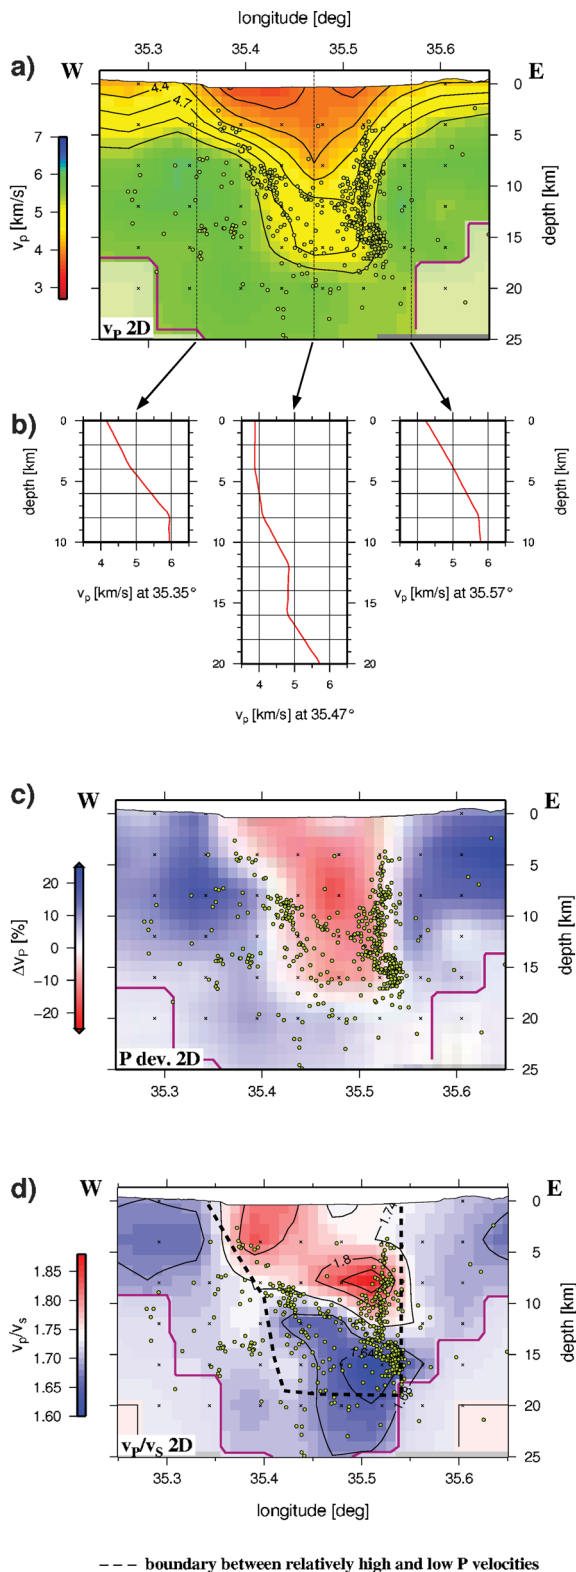 longitude [deg]
35.3 35.4 35.5 35.6
a) W E
4.4
4.7
7
6
5
4
3
vp [km/s]
0
5
10
15
20
25
depth [km]
vP 2D
b)
0
5
10
depth [km]
4 5 6
vp [km/s] at 35.35°
0
5
10
15
20
4 5 6
vp [km/s] at 35.47°
0
5
10
depth [km]
4 5 6
vp [km/s] at 35.57°
c) W E
20
10
0
−10
−20
ΔvP [%]
0
5
10
15
20
25
depth [km]
P dev. 2D
35.3 35.4 35.5 35.6
d) W E
1.74
1.8
1.85
1.80
1.75
1.70
1.65
1.60
vp/vs
0
5
10
15
20
25
depth [km]
vP/vS 2D
35.3 35.4 35.5 35.6
longitude [deg]
--- boundary between relatively high and low P velocities